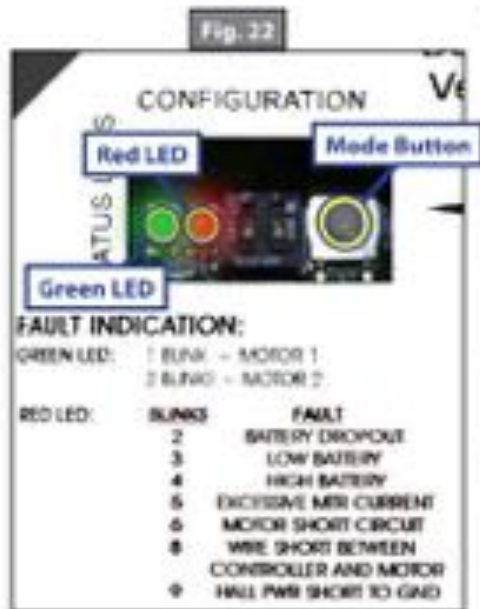 Fig. 22
CONFIGURATION
Ve
Red LED
Mode Button
Green LED
FAULT INDICATION:
GREEN LED: 1 BLINK - MOTOR 1
2 BLINKS - MOTOR 2
RED LED: BLINKS FAULT
2 BATTERY DROPOUT
3 LOW BATTERY
4 HIGH BATTERY
5 EXCESSIVE MTR CURRENT
6 MOTOR SHORT CIRCUIT
8 WIRE SHORT BETWEEN
CONTROLLER AND MOTOR
9 HALL PWR SHORT TO GND